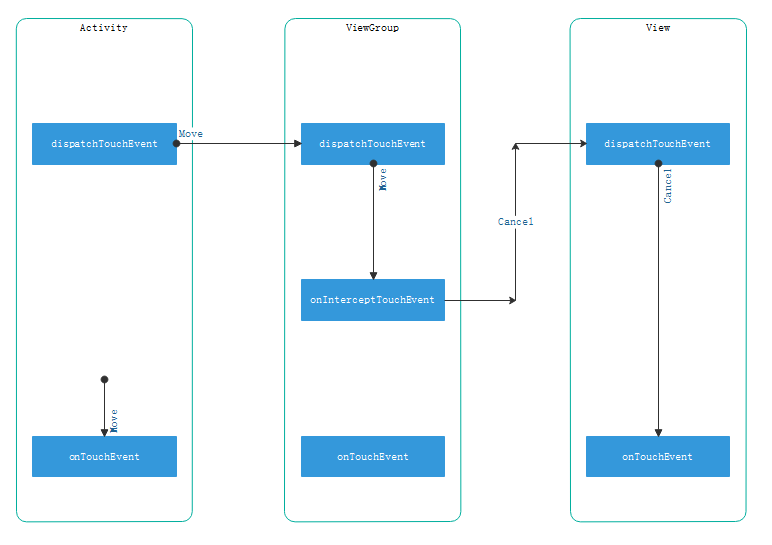 Activity
ViewGroup
View
dispatchTouchEvent
Move
dispatchTouchEvent
dispatchTouchEvent
Move
Cancel
Cancel
onInterceptTouchEvent
Move
onTouchEvent
onTouchEvent
onTouchEvent